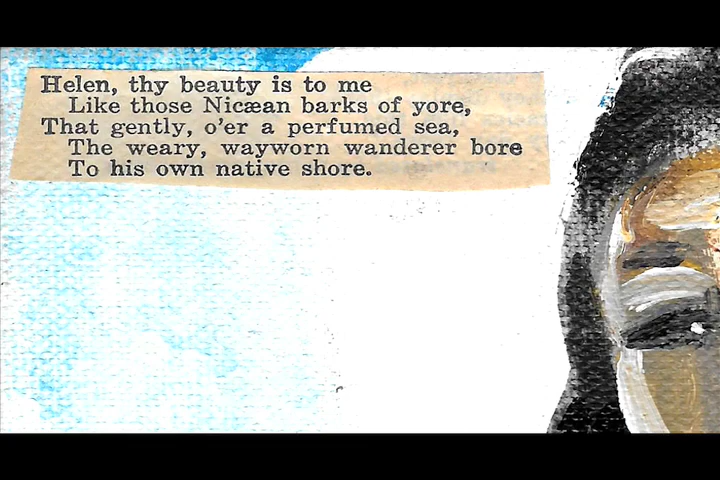 Helen, thy beauty is to me
Like those Nicæan barks of yore,
That gently, o'er a perfumed sea,
The weary, wayworn wanderer bore
To his own native shore.